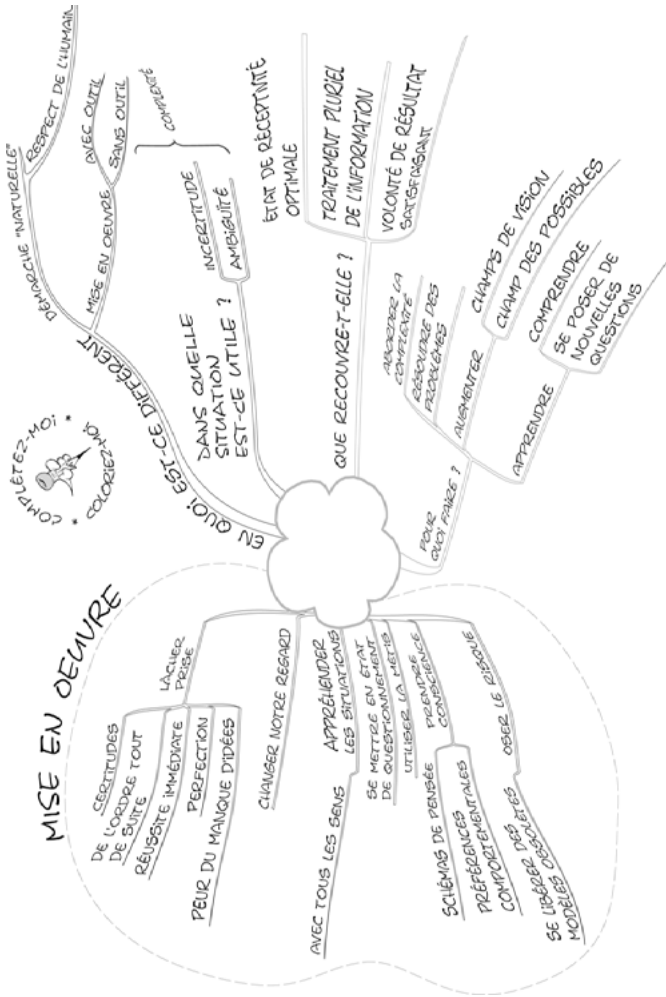 COMPLÉTEZ-MOI *
COLORIEZ-MOI *
EN QUOI EST-CE DIFFÉRENT
DÉMARCHE "NATURELLE"
RESPECT DE L'HUMAIN
MISE EN OEUVRE
AVEC OUTIL
SANS OUTIL
DANS QUELLE
SITUATION
EST-CE UTILE ?
INCERTITUDE
AMBIGUÏTÉ
COMPLEXITÉ
QUE RECOUVRE-T-ELLE ?
ÉTAT DE RÉCEPTIVITÉ
OPTIMALE
TRAITEMENT PLURIEL
DE L'INFORMATION
VOLONTÉ DE RÉSULTAT
SATISFAISANT
POUR
QUOI FAIRE ?
ABORDER LA
COMPLEXITÉ
RÉSOUDRE DES
PROBLÈMES
AUGMENTER
CHAMPS DE VISION
CHAMP DES POSSIBLES
APPRENDRE
COMPRENDRE
SE POSER DE
NOUVELLES
QUESTIONS
MISE EN OEUVRE
LÂCHER
PRISE
CERTITUDES
DE L'ORDRE TOUT
DE SUITE
RÉUSSITE IMMÉDIATE
PERFECTION
PEUR DU MANQUE D'IDÉES
CHANGER NOTRE REGARD
APPRÉHENDER
LES SITUATIONS
AVEC TOUS LES SENS
SE METTRE EN ÉTAT
DE QUESTIONNEMENT
UTILISER LA MÉTIS
PRENDRE
CONSCIENCE
SCHÉMAS DE PENSÉE
PRÉFÉRENCES
COMPORTEMENTALES
OSER LE RISQUE
SE LIBÉRER DES
MODÈLES OBSOLÈTES